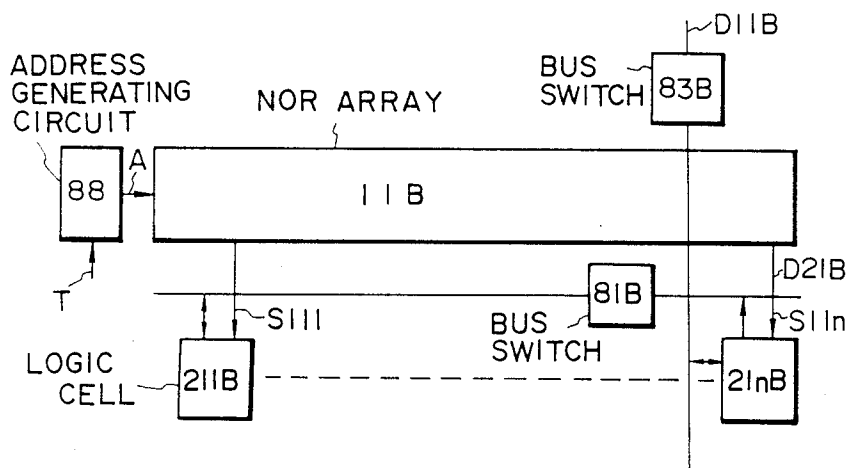 D11B
BUS
SWITCH
83B
ADDRESS
GENERATING
CIRCUIT
NOR ARRAY
A
88
11B
T
D21B
81B
S111
BUS
SWITCH
S11n
LOGIC
CELL
211B
21nB